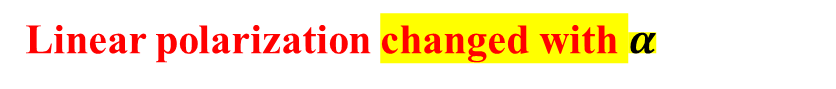 Linear polarization changed with α